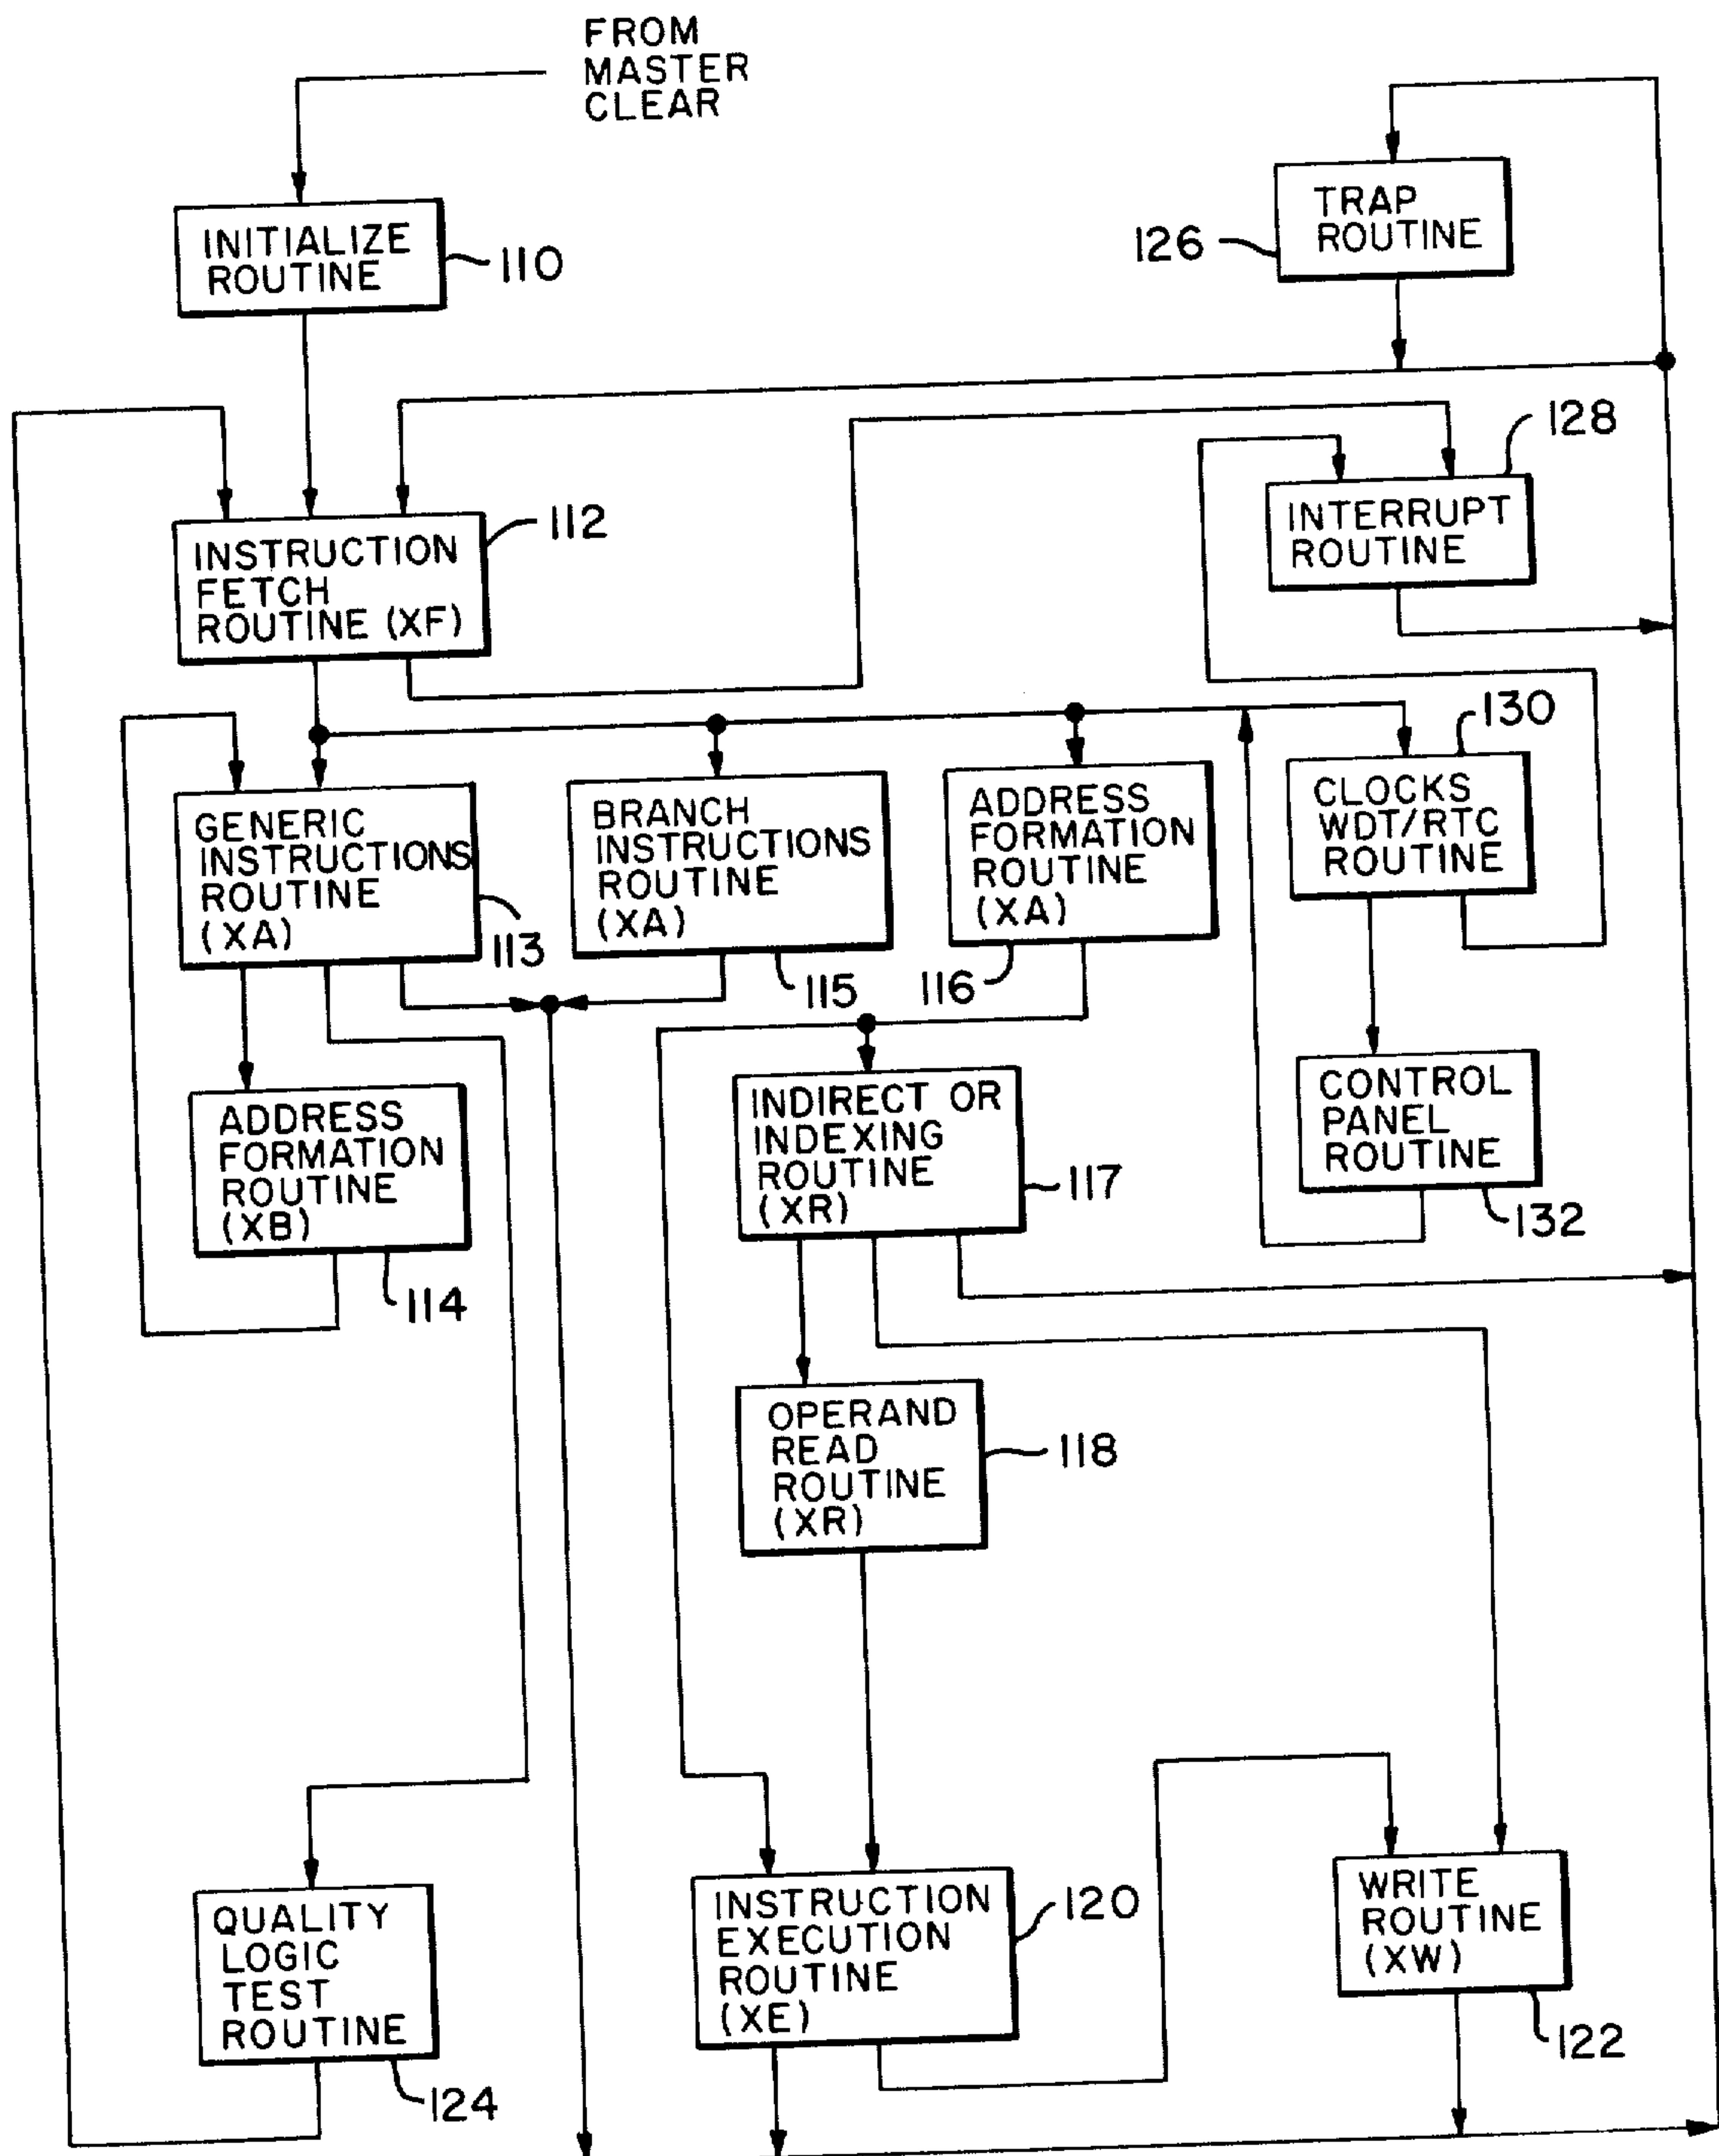 FROM
MASTER
CLEAR
INITIALIZE
ROUTINE
110
TRAP
ROUTINE
126
INSTRUCTION
FETCH
ROUTINE (XF)
112
INTERRUPT
ROUTINE
128
GENERIC
INSTRUCTIONS
ROUTINE
(XA)
113
BRANCH
INSTRUCTIONS
ROUTINE
(XA)
115
ADDRESS
FORMATION
ROUTINE
(XA)
116
CLOCKS
WDT/RTC
ROUTINE
130
ADDRESS
FORMATION
ROUTINE
(XB)
114
INDIRECT OR
INDEXING
ROUTINE
(XR)
117
CONTROL
PANEL
ROUTINE
132
OPERAND
READ
ROUTINE
(XR)
118
QUALITY
LOGIC
TEST
ROUTINE
124
INSTRUCTION
EXECUTION
ROUTINE
(XE)
120
WRITE
ROUTINE
(XW)
122